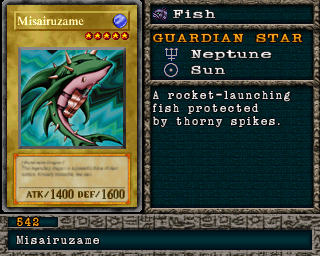 Misairuzame
ATK/1400 DEF/1600
Fish
GUARDIAN STAR
Neptune
Sun
A rocket-launching
fish protected
by thorny spikes.
542
Misairuzame